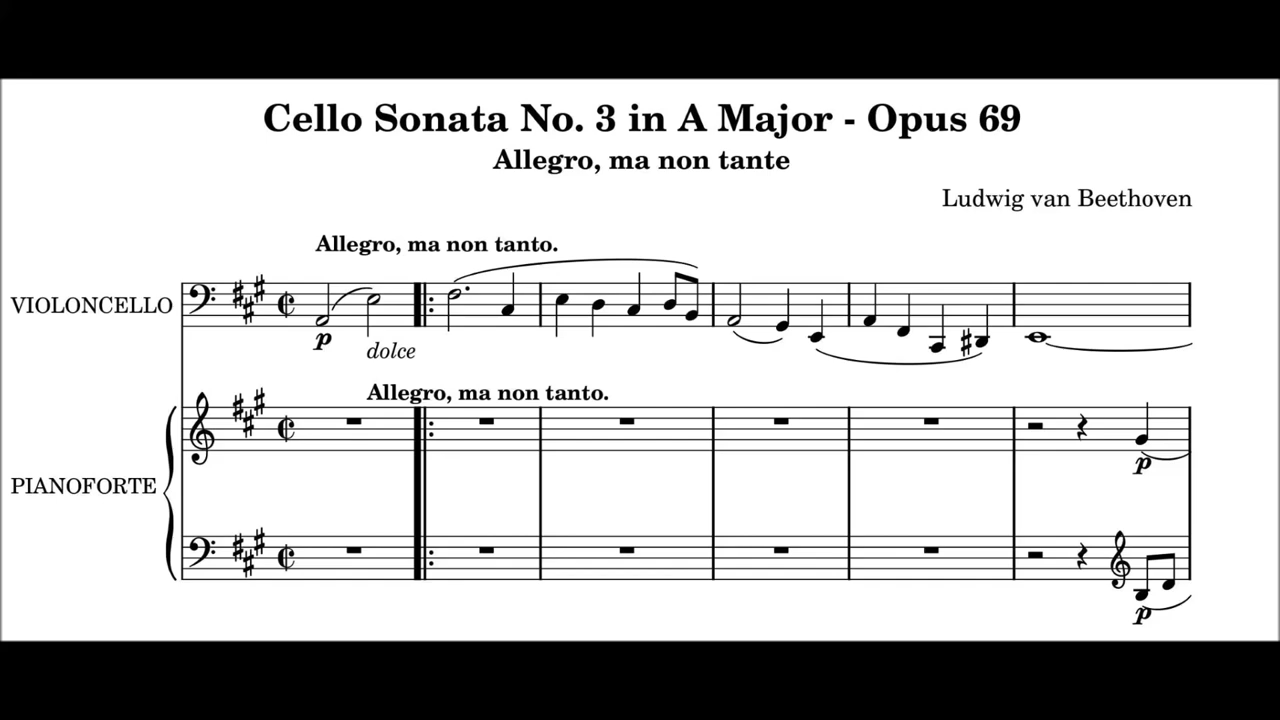 Cello Sonata No. 3 in A Major - Opus 69
Allegro, ma non tante
Ludwig van Beethoven
Allegro, ma non tanto.
VIOLONCELLO
p
dolce
Allegro, ma non tanto.
PIANOFORTE
p
p